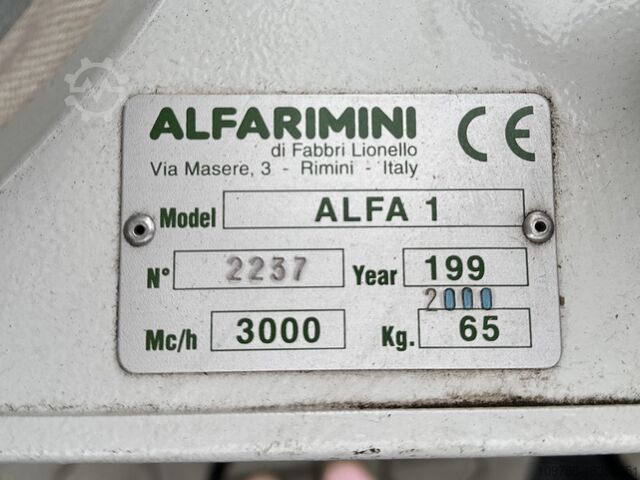 ALFARIMINI CE
di Fabbri Lionello
Via Masere, 3 - Rimini - Italy
Model ALFA 1
N° 2237 Year 199
2000
Mc/h 3000 Kg. 65